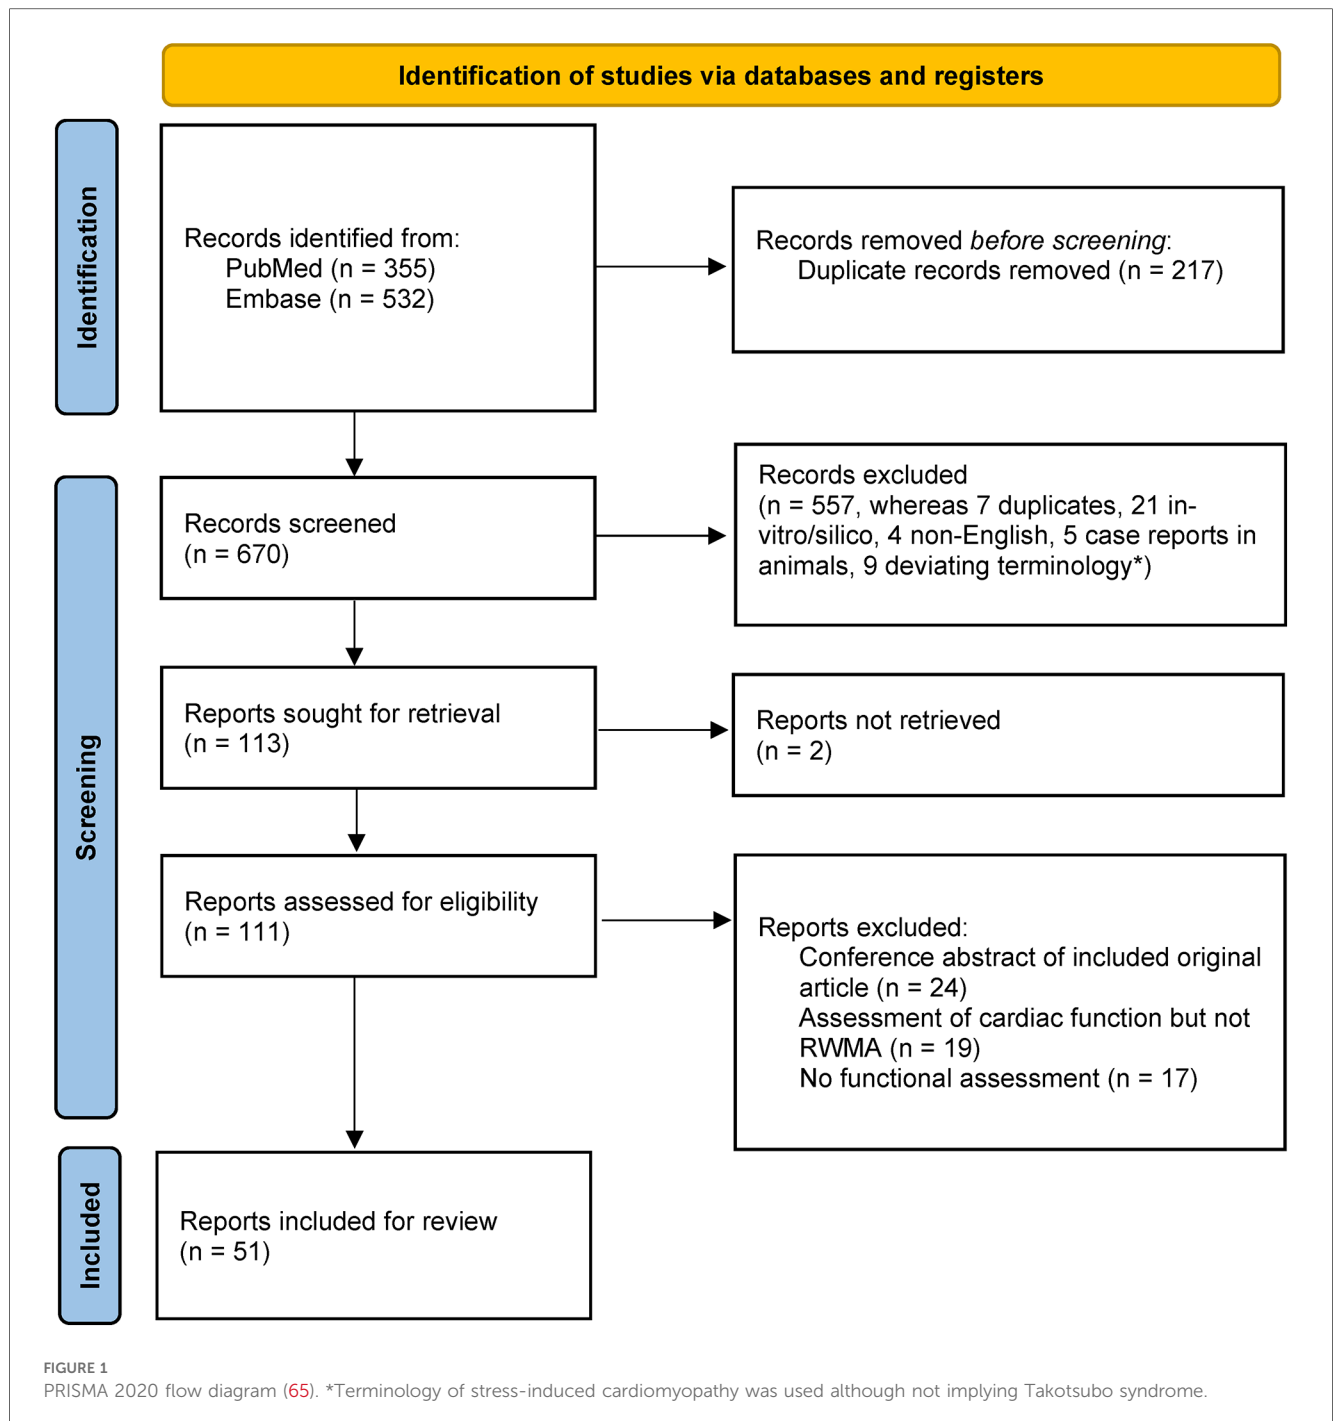 Identification of studies via databases and registers
Identification
Records identified from:
PubMed (n = 355)
Embase (n = 532)
Records removed before screening:
Duplicate records removed (n = 217)
Screening
Records screened
(n = 670)
Records excluded
(n = 557, whereas 7 duplicates, 21 in-
vitro/silico, 4 non-English, 5 case reports in
animals, 9 deviating terminology*)
Reports sought for retrieval
(n = 113)
Reports not retrieved
(n = 2)
Reports assessed for eligibility
(n = 111)
Reports excluded:
Conference abstract of included original
article (n = 24)
Assessment of cardiac function but not
RWMA (n = 19)
No functional assessment (n = 17)
Included
Reports included for review
(n = 51)
FIGURE 1
PRISMA 2020 flow diagram (65). *Terminology of stress-induced cardiomyopathy was used although not implying Takotsubo syndrome.